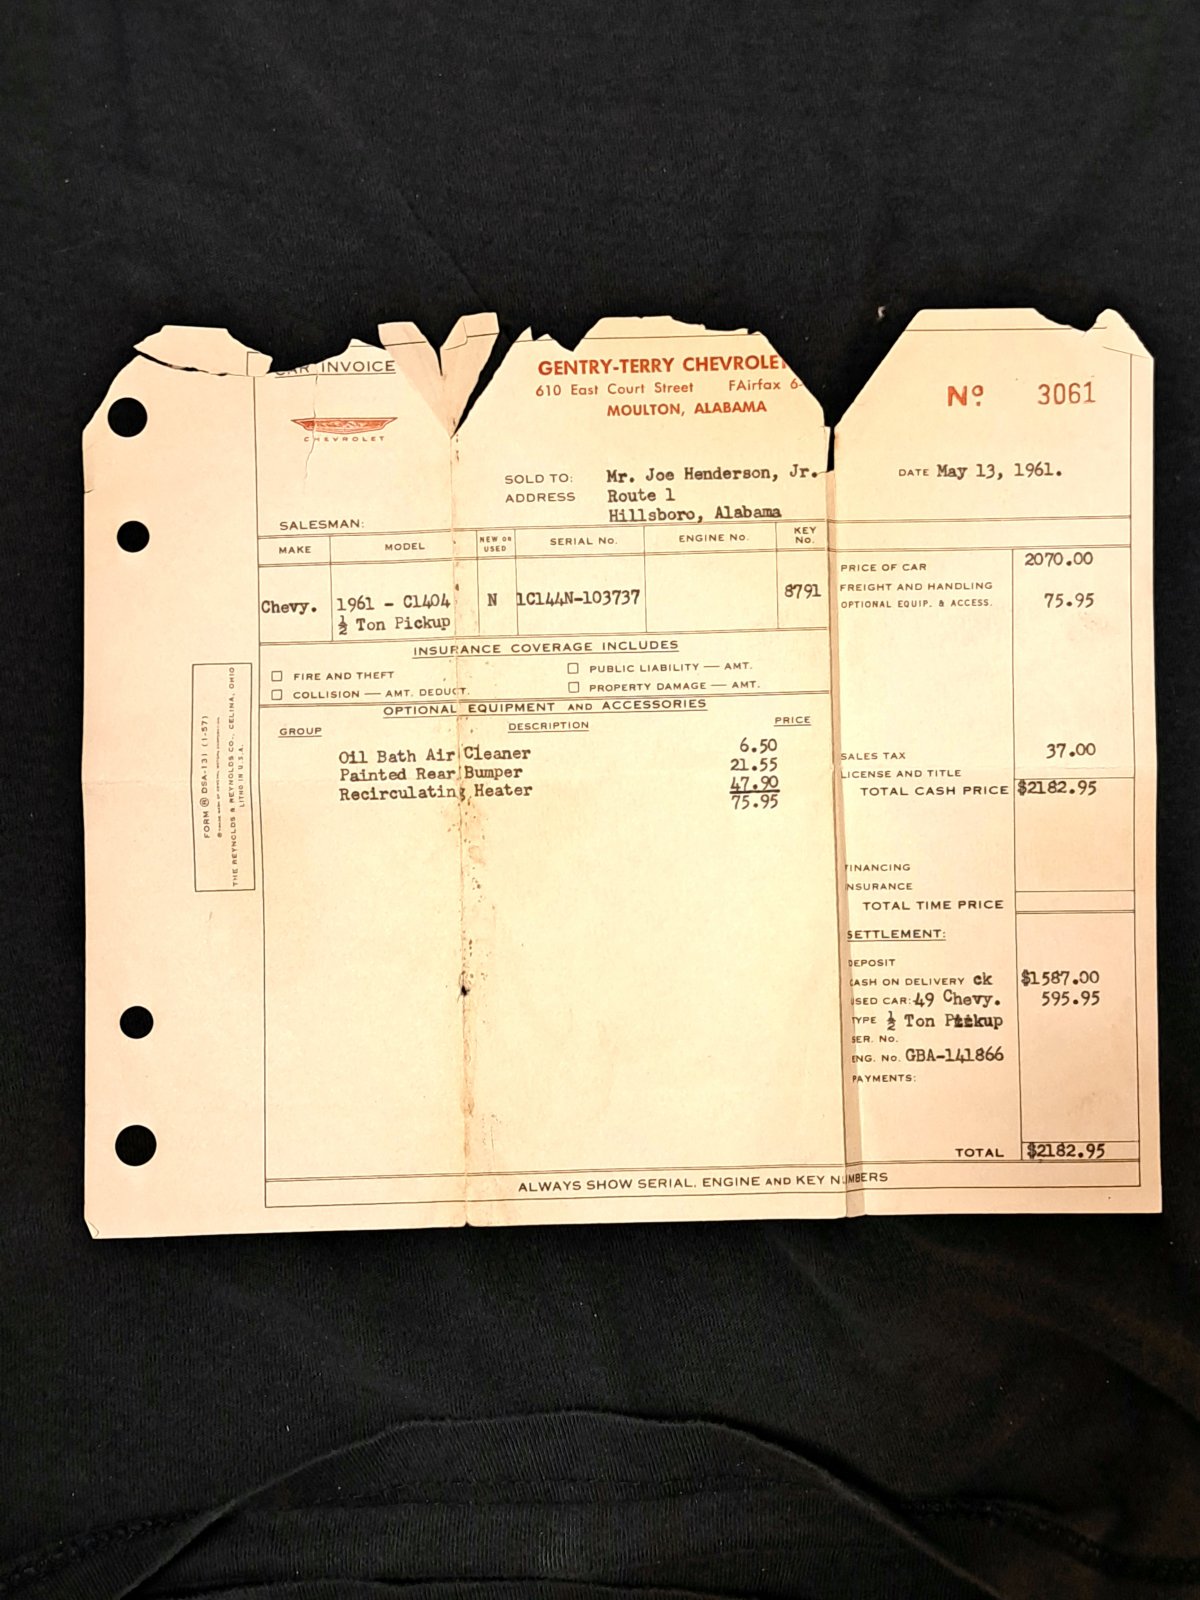 CAR INVOICE
GENTRY-TERRY CHEVROLET
610 East Court Street FAirfax 6-
MOULTON, ALABAMA
Nº 3061
CHEVROLET
SOLD TO: Mr. Joe Henderson, Jr.
ADDRESS Route 1
Hillsboro, Alabama
DATE May 13, 1961.
SALESMAN:
MAKE MODEL NEW OR USED SERIAL NO. ENGINE NO. KEY NO.
Chevy. 1961 - C1404 N 1C144N-103737 8791
½ Ton Pickup
INSURANCE COVERAGE INCLUDES
☐ FIRE AND THEFT ☐ PUBLIC LIABILITY — AMT.
☐ COLLISION — AMT. DEDUCT. ☐ PROPERTY DAMAGE — AMT.
OPTIONAL EQUIPMENT AND ACCESSORIES
GROUP DESCRIPTION PRICE
Oil Bath Air Cleaner 6.50
Painted Rear Bumper 21.55
Recirculating Heater 47.90
75.95
PRICE OF CAR 2070.00
FREIGHT AND HANDLING
OPTIONAL EQUIP. & ACCESS. 75.95
SALES TAX 37.00
LICENSE AND TITLE
TOTAL CASH PRICE $2182.95
FINANCING
INSURANCE
TOTAL TIME PRICE
SETTLEMENT:
DEPOSIT
CASH ON DELIVERY ck $1587.00
USED CAR: 49 Chevy. 595.95
TYPE ½ Ton Pickup
SER. NO.
ENG. NO. GBA-141866
PAYMENTS:
TOTAL $2182.95
ALWAYS SHOW SERIAL, ENGINE AND KEY NUMBERS
FORM ® DSA-131 (1-57)
THE REYNOLDS & REYNOLDS CO., CELINA, OHIO
LITHO IN U.S.A.